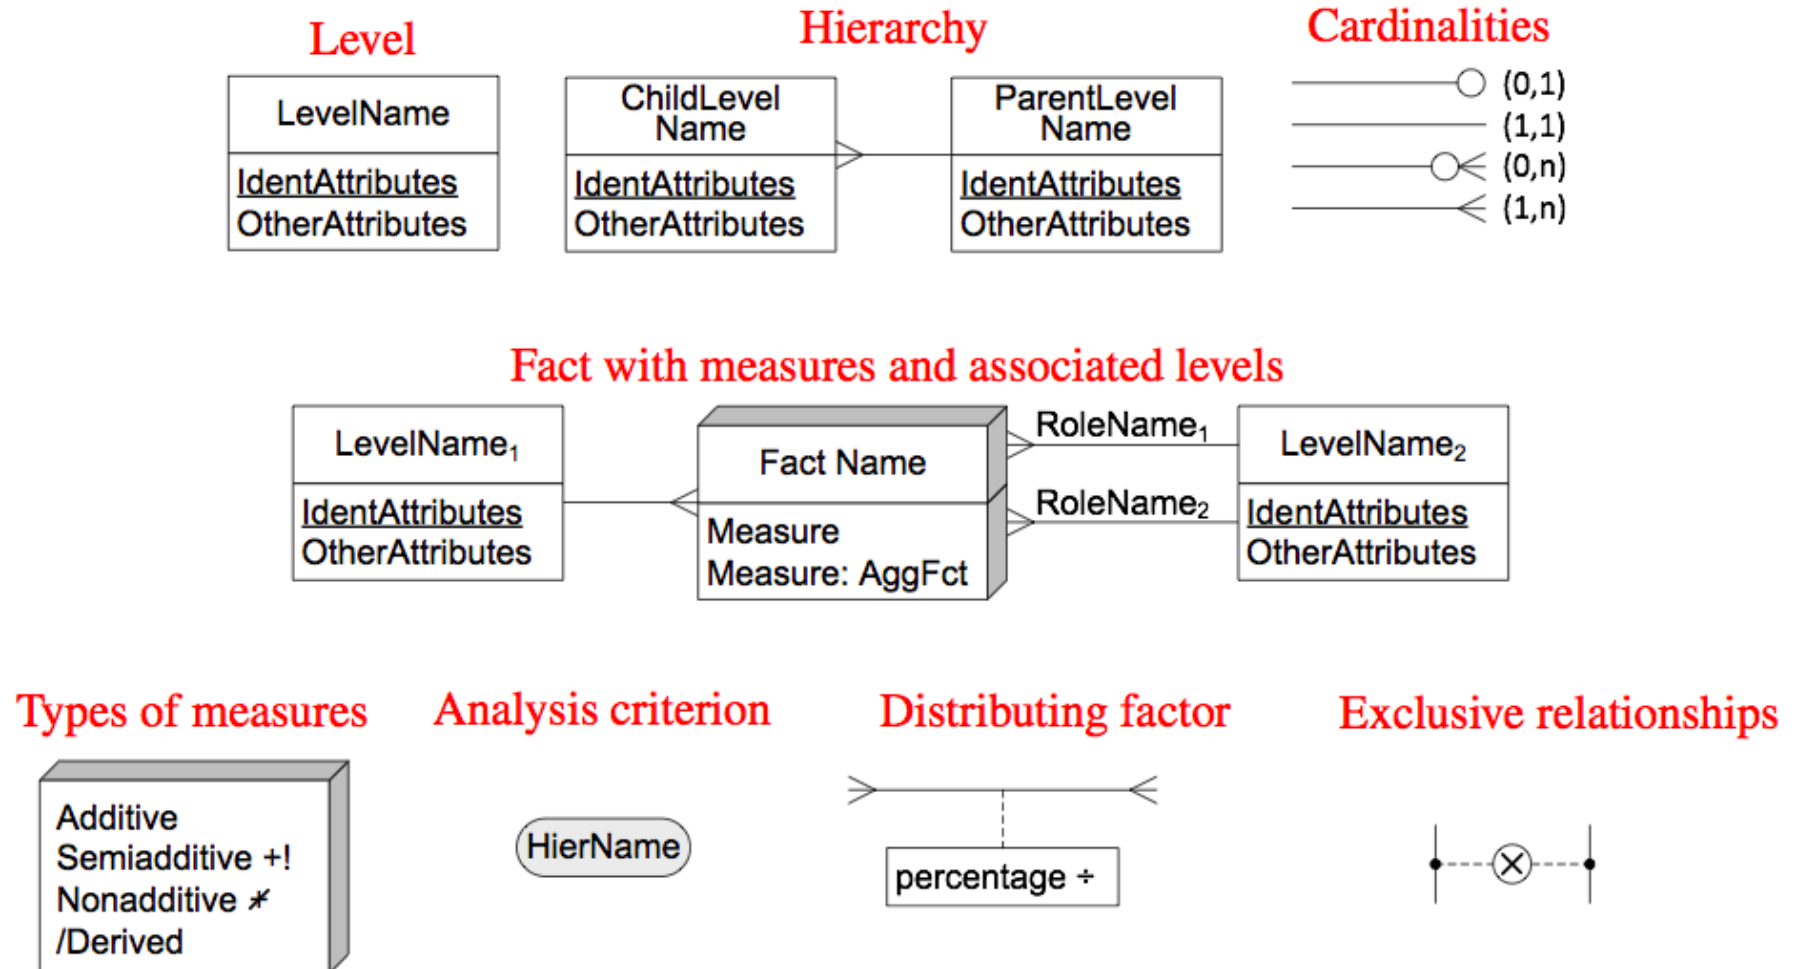 Level
Hierarchy
Cardinalities
LevelName
IdentAttributes
OtherAttributes
ChildLevel
Name
IdentAttributes
OtherAttributes
ParentLevel
Name
IdentAttributes
OtherAttributes
(0,1)
(1,1)
(0,n)
(1,n)
Fact with measures and associated levels
LevelName₁
IdentAttributes
OtherAttributes
Fact Name
Measure
Measure: AggFct
RoleName₁
RoleName₂
LevelName₂
IdentAttributes
OtherAttributes
Types of measures
Analysis criterion
Distributing factor
Exclusive relationships
Additive
Semiadditive +!
Nonadditive +̸
/Derived
HierName
percentage ÷